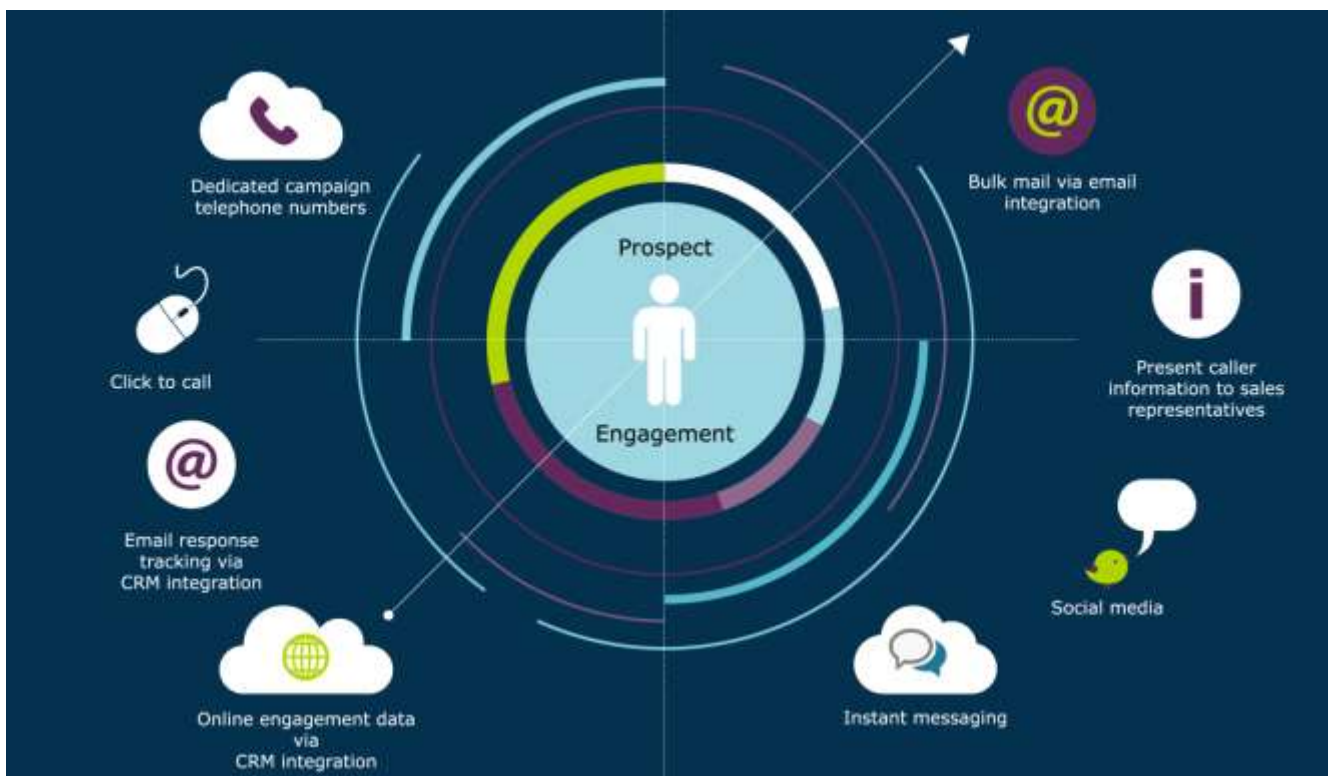 Dedicated campaign
telephone numbers
Click to call
@
Email response
tracking via
CRM integration
Online engagement data
via
CRM integration
Prospect
Engagement
@
Bulk mail via email
integration
i
Present caller
information to sales
representatives
Social media
Instant messaging